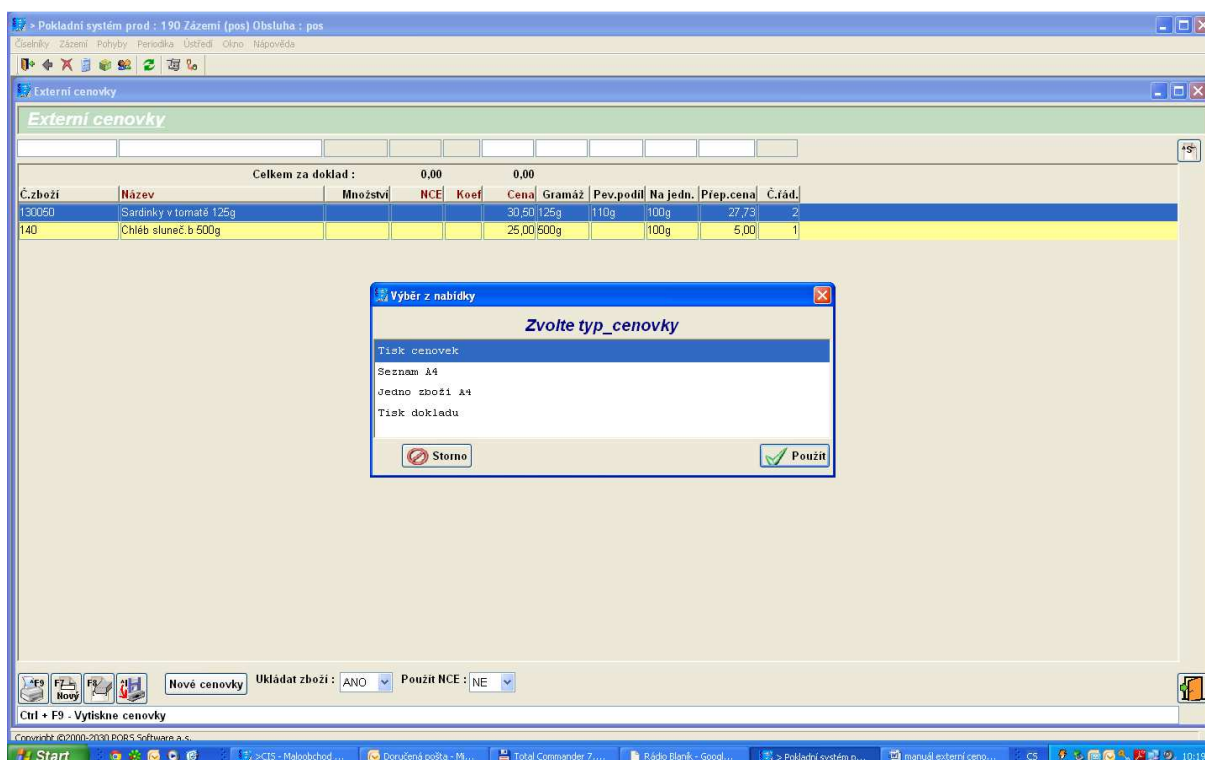 > Pokladní systém prod : 190 Zázemí (pos) Obsluha : pos
Číselníky Zázemí Pohyby Periodika Ústředí Okno Nápověda
Externí cenovky
Externí cenovky
Celkem za doklad : 0,00 0,00
Č.zboží Název Množství NCE Koef Cena Gramáž Pev.podíl Na jedn. Přep.cena Č.řád.
130050 Sardinky v tomatě 125g 30,50 125g 110g 100g 27,73 2
140 Chléb sluneč.b 500g 25,00 500g 100g 5,00 1
Výběr z nabídky
Zvolte typ_cenovky
Tisk cenovek
Seznam A4
Jedno zboží A4
Tisk dokladu
Storno Použít
^F9 F7 Nový F8 Nové cenovky Ukládat zboží : ANO Použít NCE : NE
Ctrl + F9 - Vytiskne cenovky
Copyright ©2000-2030 PORS Software a.s.
Start >CIS - Maloobchod ... Doručená pošta - Mi... Total Commander 7.... Rádio Blaník - Googl... > Pokladní systém p... manuál externí ceno... CS 10:19